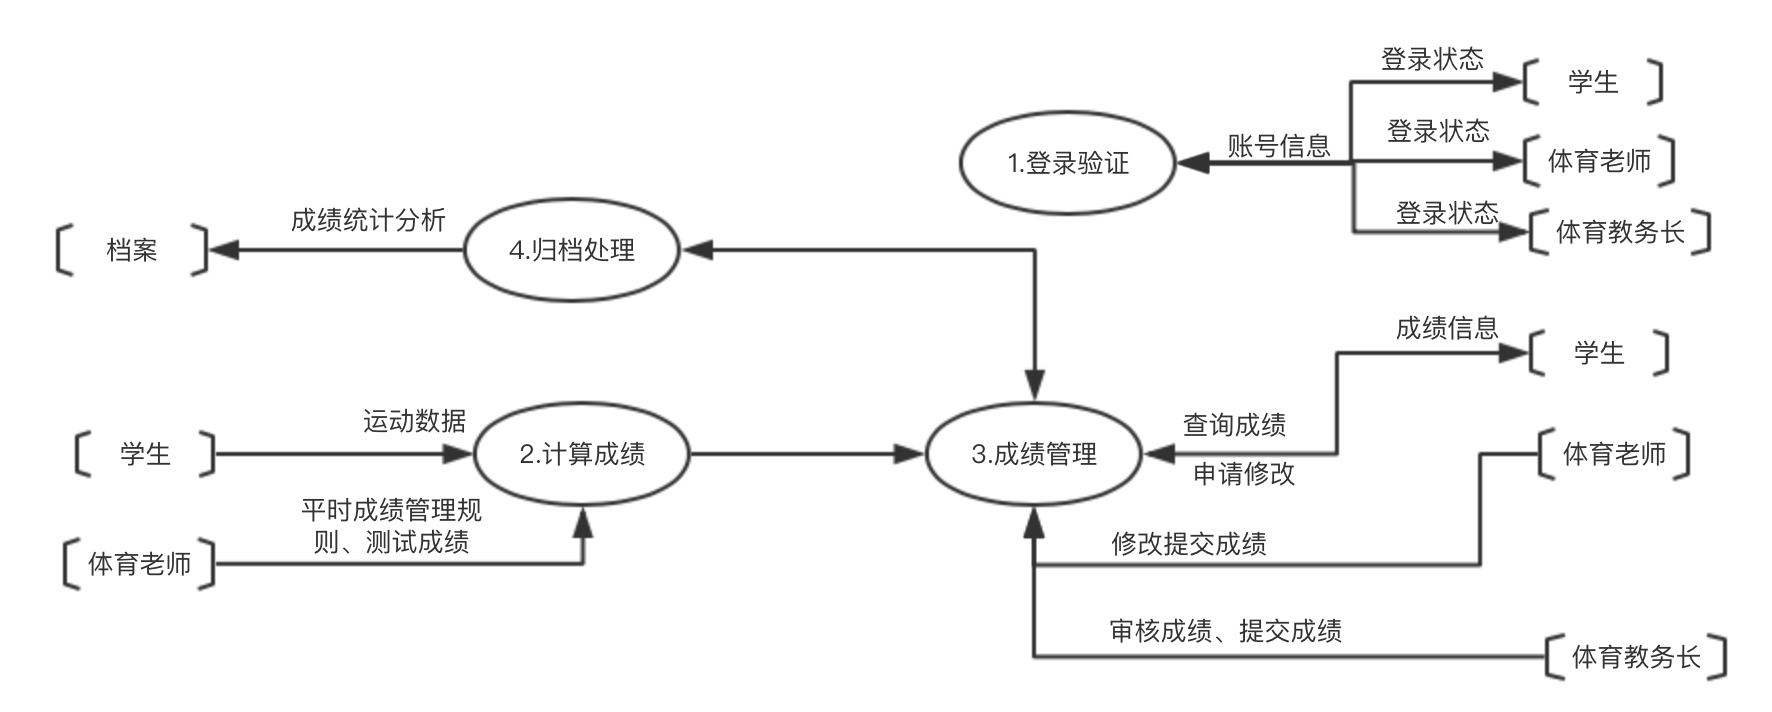 登录状态
学生
登录状态
账号信息
1.登录验证
体育老师
登录状态
体育教务长
成绩统计分析
档案
4.归档处理
成绩信息
学生
运动数据
查询成绩
学生
2.计算成绩
3.成绩管理
体育老师
申请修改
平时成绩管理规
则、测试成绩
修改提交成绩
体育老师
审核成绩、提交成绩
体育教务长